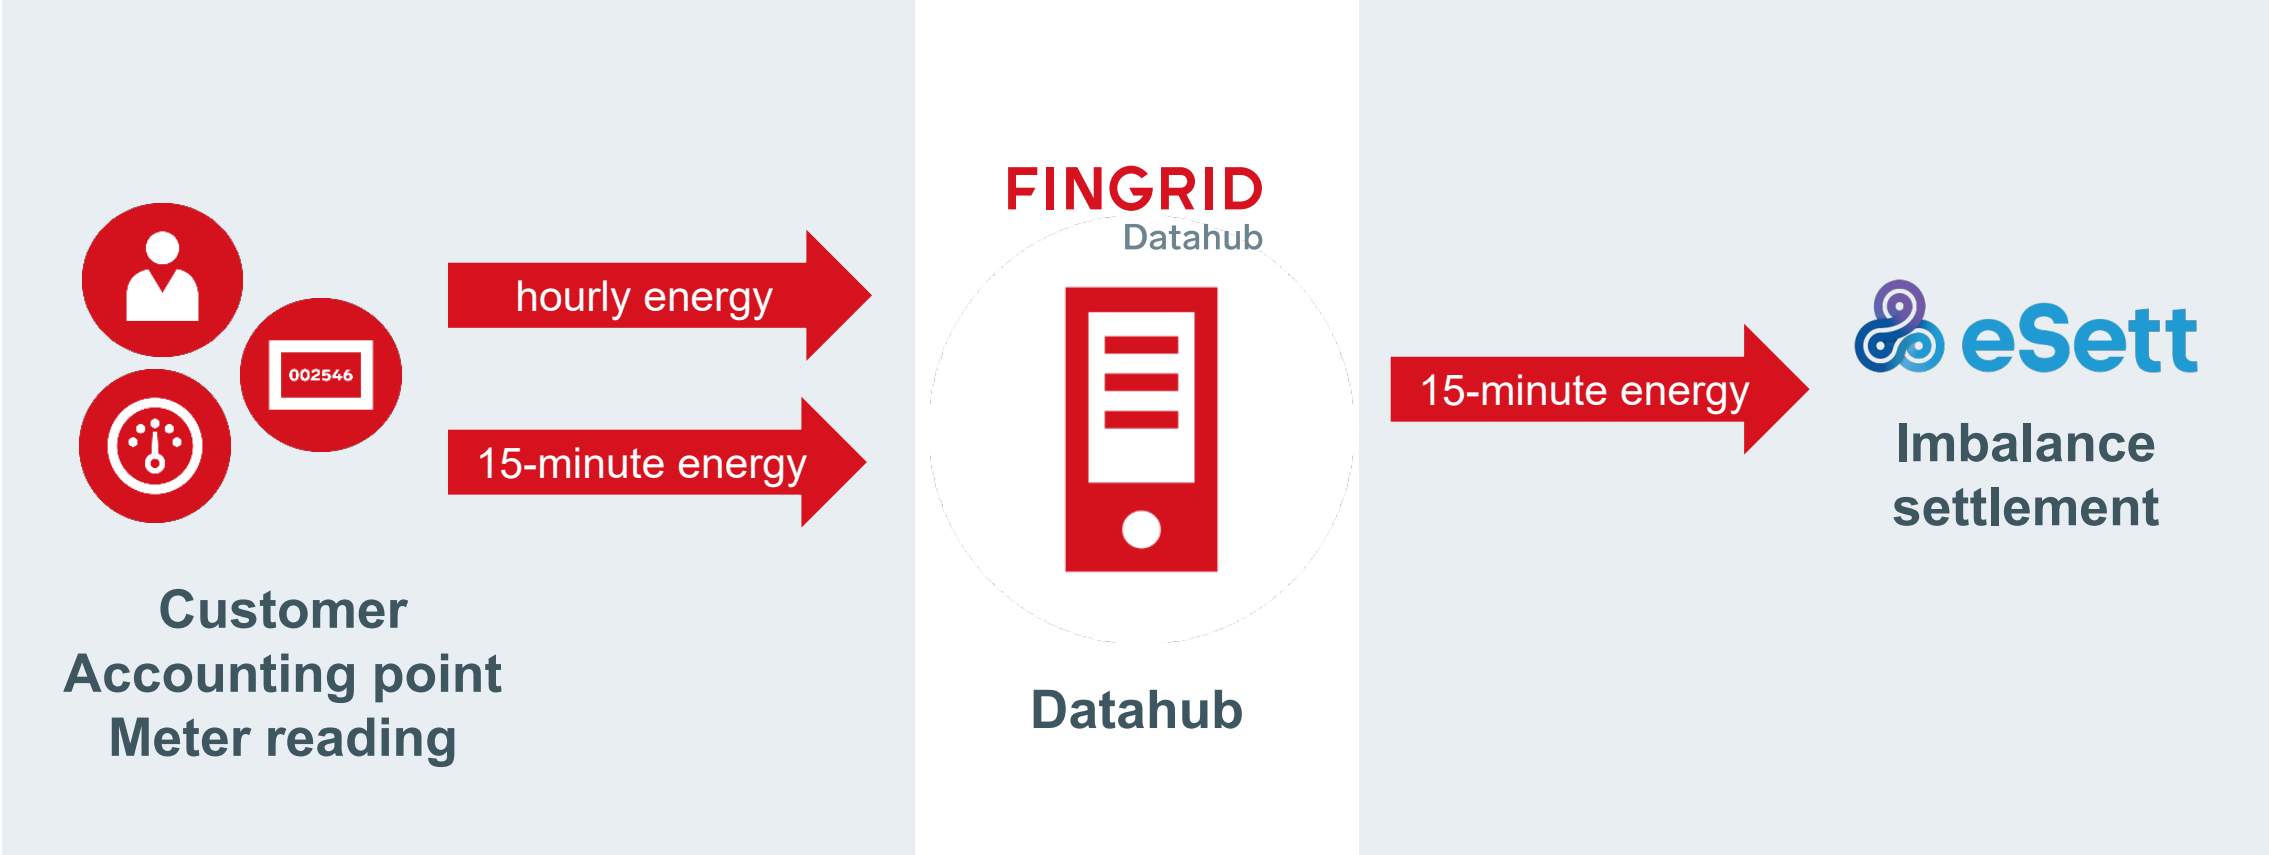 002546
Customer
Accounting point
Meter reading
hourly energy
15-minute energy
FINGRID
Datahub
Datahub
15-minute energy
eSett
Imbalance
settlement